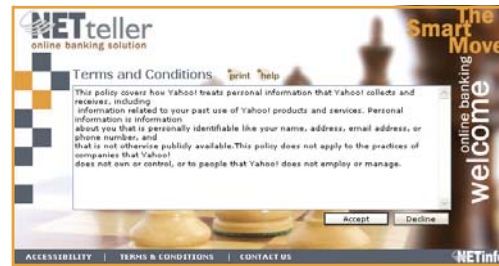 NETteller
online banking solution
The
Smart
Move
Terms and Conditions print help
This policy covers how Yahoo! treats personal information that Yahoo! collects and
receives, including
information related to your past use of Yahoo! products and services. Personal
information is information
about you that is personally identifiable like your name, address, email address, or
phone number, and
that is not otherwise publicly available.This policy does not apply to the practices of
companies that Yahoo!
does not own or control, or to people that Yahoo! does not employ or manage.
online banking
welcome
Accept Decline
ACCESSIBILITY | TERMS & CONDITIONS | CONTACT US
NETinfo